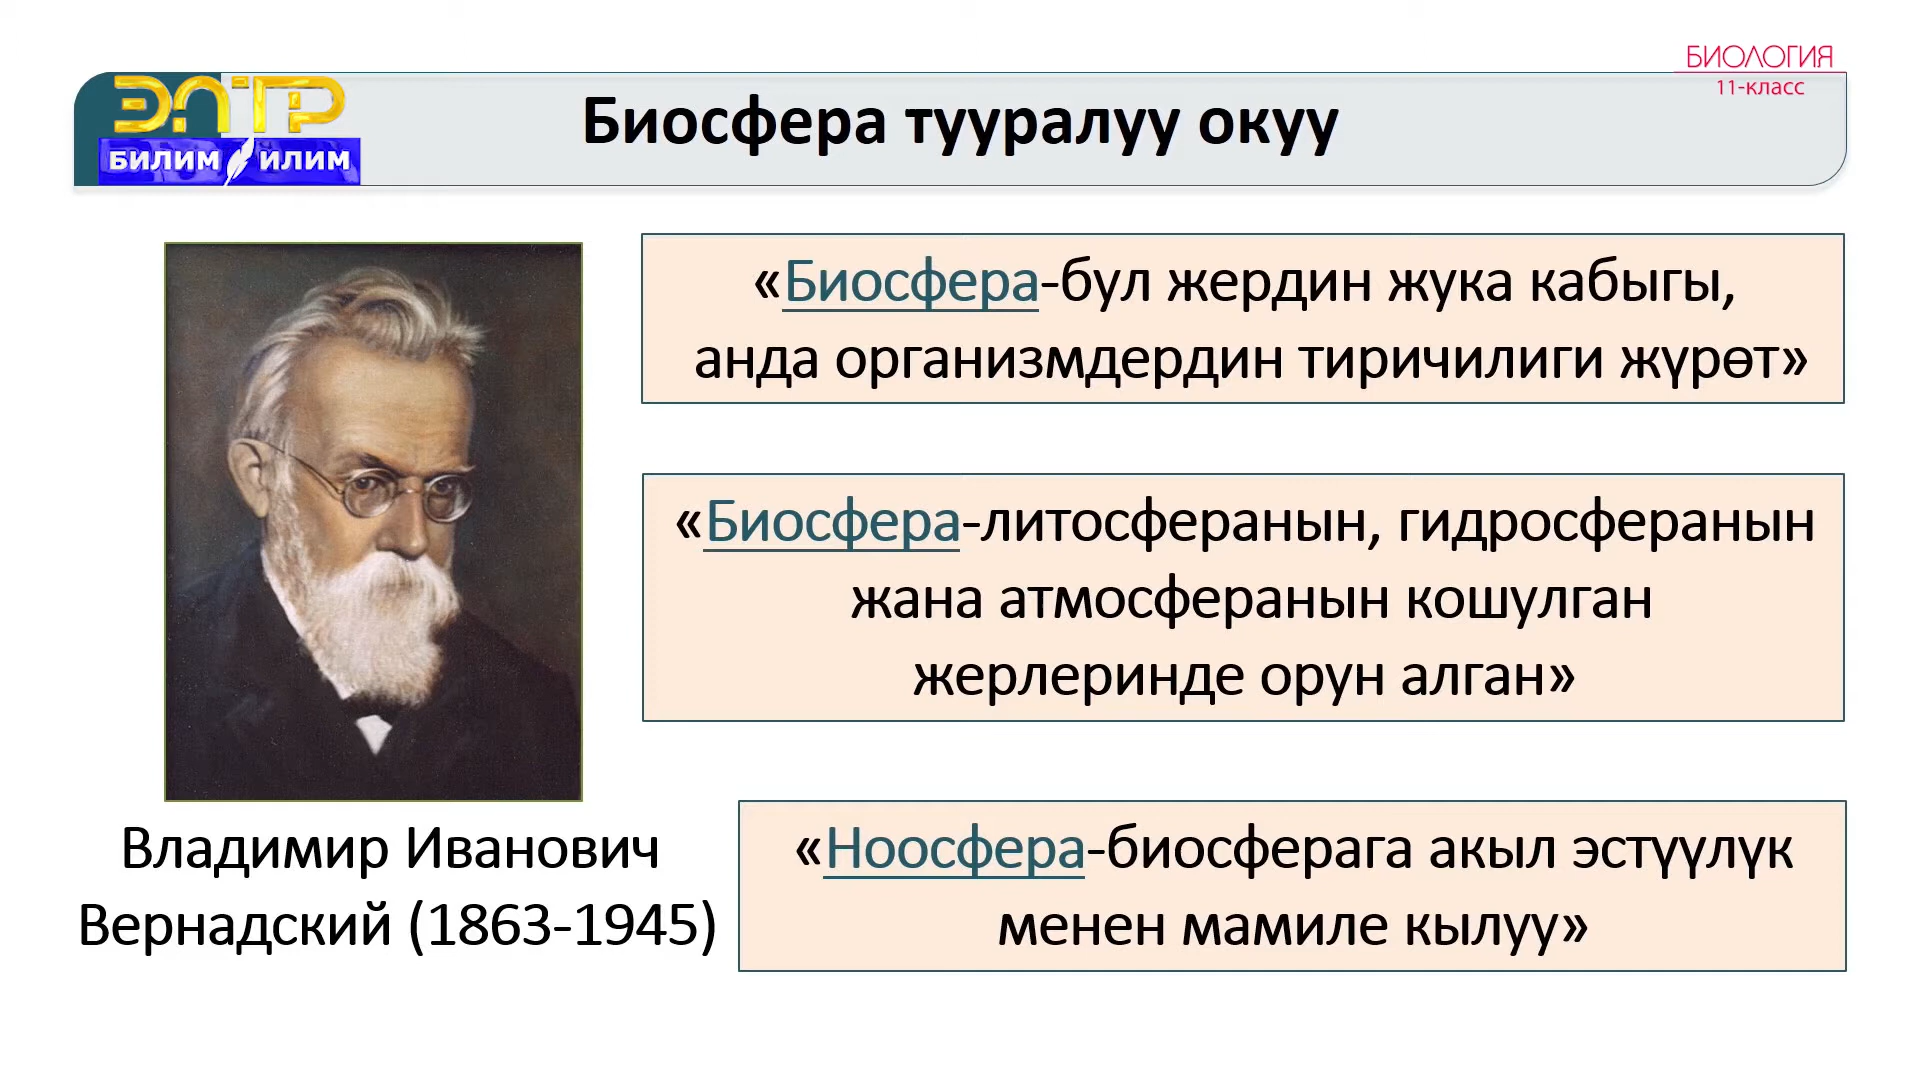 БИОЛОГИЯ
11-класс
ЭЛТР
БИЛИМ ИЛИМ
Биосфера тууралуу окуу
«Биосфера-бул жердин жука кабыгы,
анда организмдердин тиричилиги жүрөт»
«Биосфера-литосферанын, гидросферанын
жана атмосферанын кошулган
жерлеринде орун алган»
Владимир Иванович
Вернадский (1863-1945)
«Ноосфера-биосферага акыл эстүүлүк
менен мамиле кылуу»